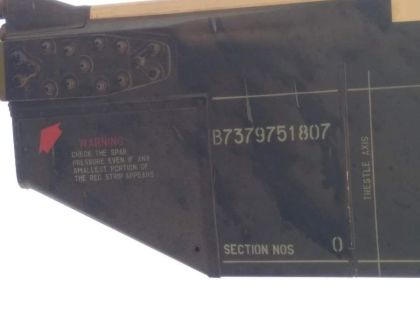 WARNING
CHECK THE SPAR
PRESSURE EVEN IF ANY
SMALLEST PORTION OF
THE RED STRIP APPEARS
B7379751807
SECTION NOS 0
TRESTLE AXIS